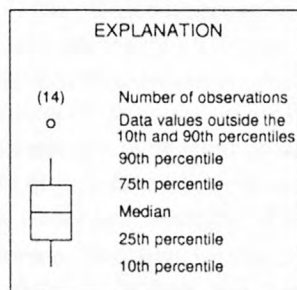 EXPLANATION
(14) Number of observations
Data values outside the
10th and 90th percentiles
90th percentile
75th percentile
Median
25th percentile
10th percentile